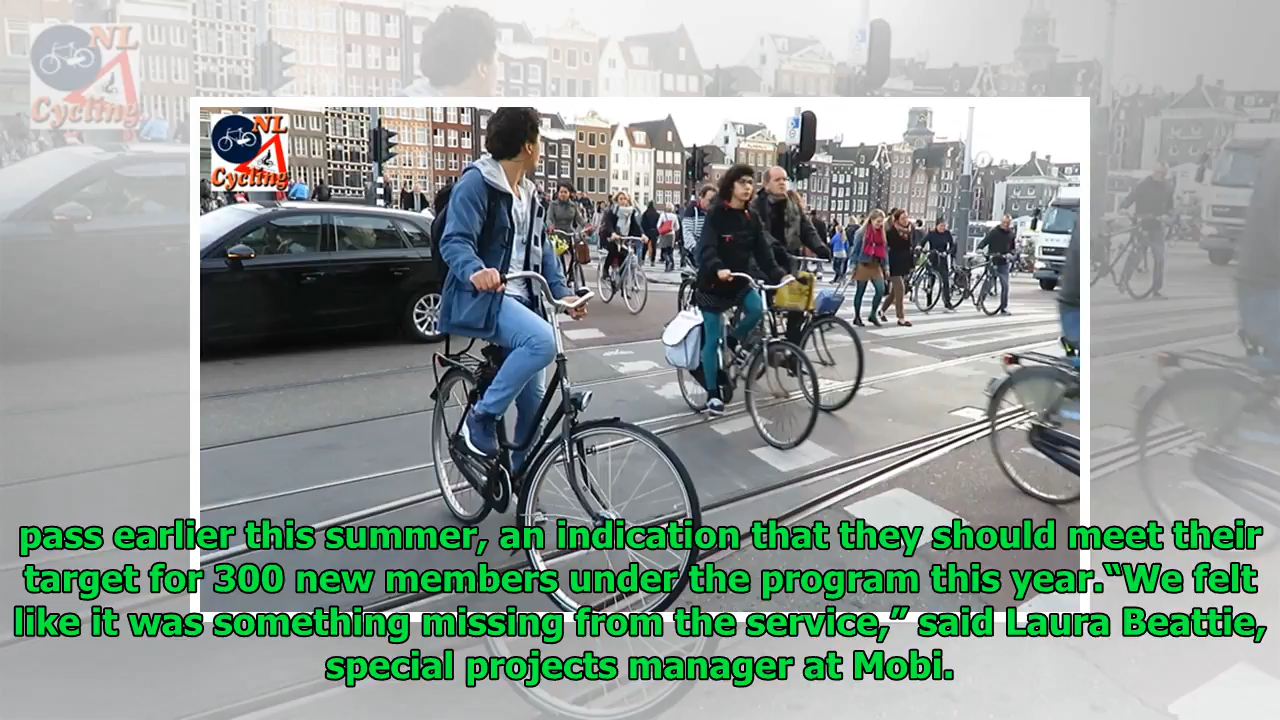 NL
Cycling
NL
Cycling
pass earlier this summer, an indication that they should meet their
target for 300 new members under the program this year.“We felt
like it was something missing from the service,” said Laura Beattie,
special projects manager at Mobi.